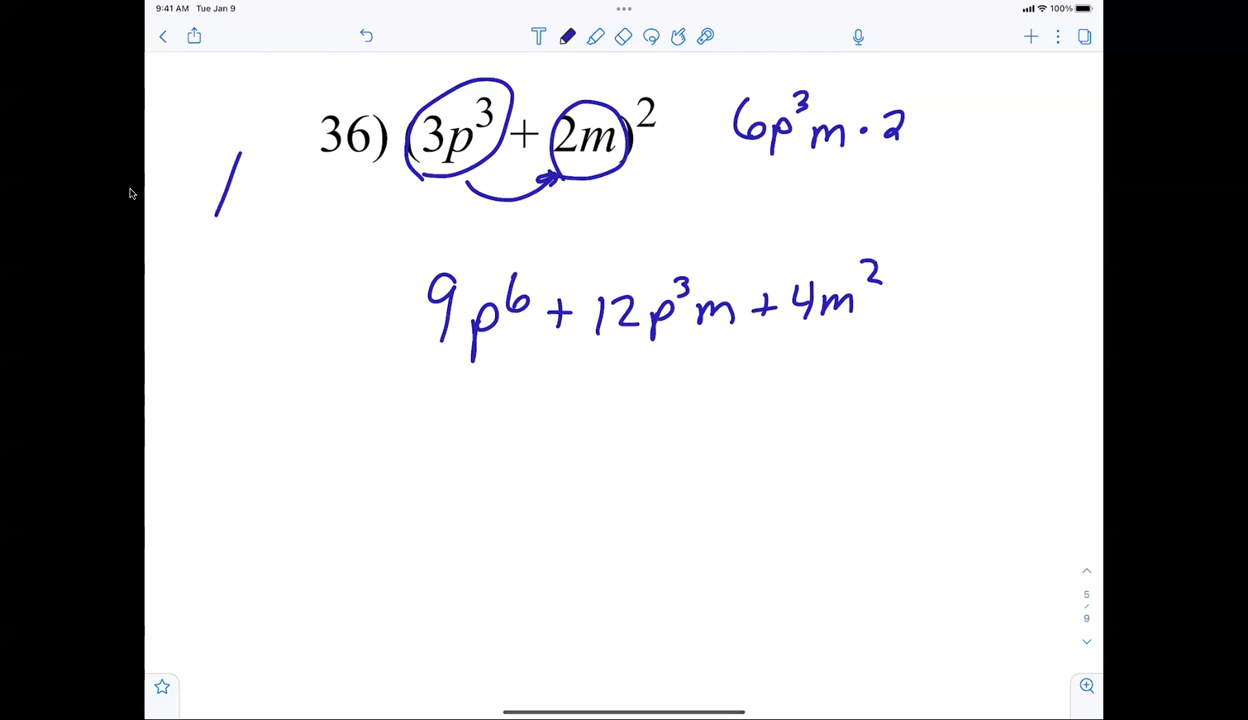 9:41 AM Tue Jan 9
100%
36) (3p³ + 2m)²
6p³m · 2
9p⁶ + 12p³m + 4m²
5
/
9